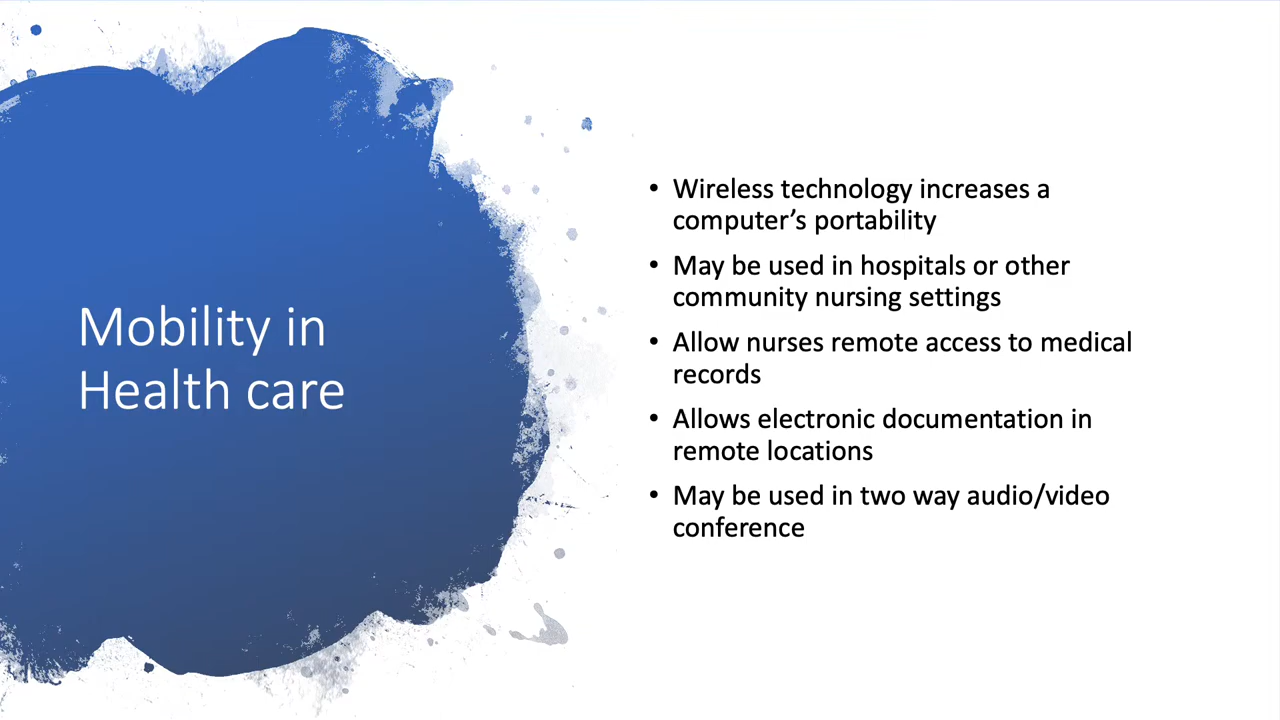 Mobility in
Health care
• Wireless technology increases a
computer’s portability
• May be used in hospitals or other
community nursing settings
• Allow nurses remote access to medical
records
• Allows electronic documentation in
remote locations
• May be used in two way audio/video
conference